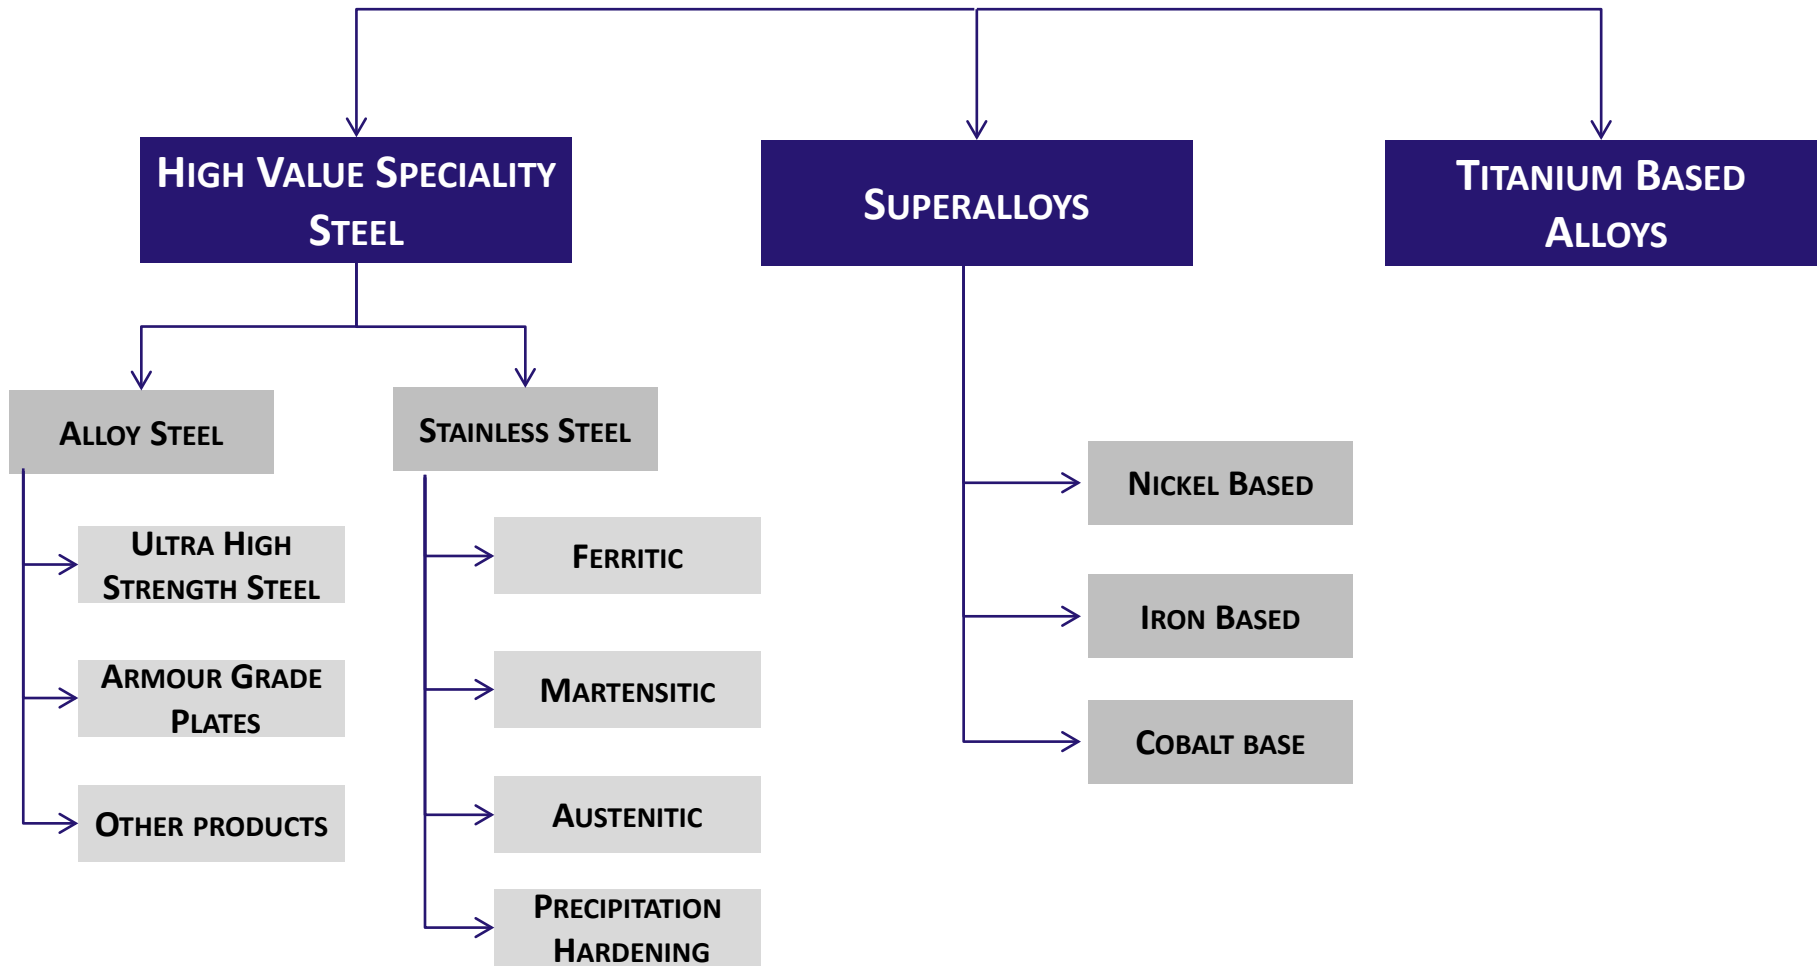 High Value Speciality
Steel
Superalloys
Titanium Based
Alloys
Alloy Steel
Stainless Steel
Ultra High
Strength Steel
Armour Grade
Plates
Other products
Ferritic
Martensitic
Austenitic
Precipitation
Hardening
Nickel Based
Iron Based
Cobalt base